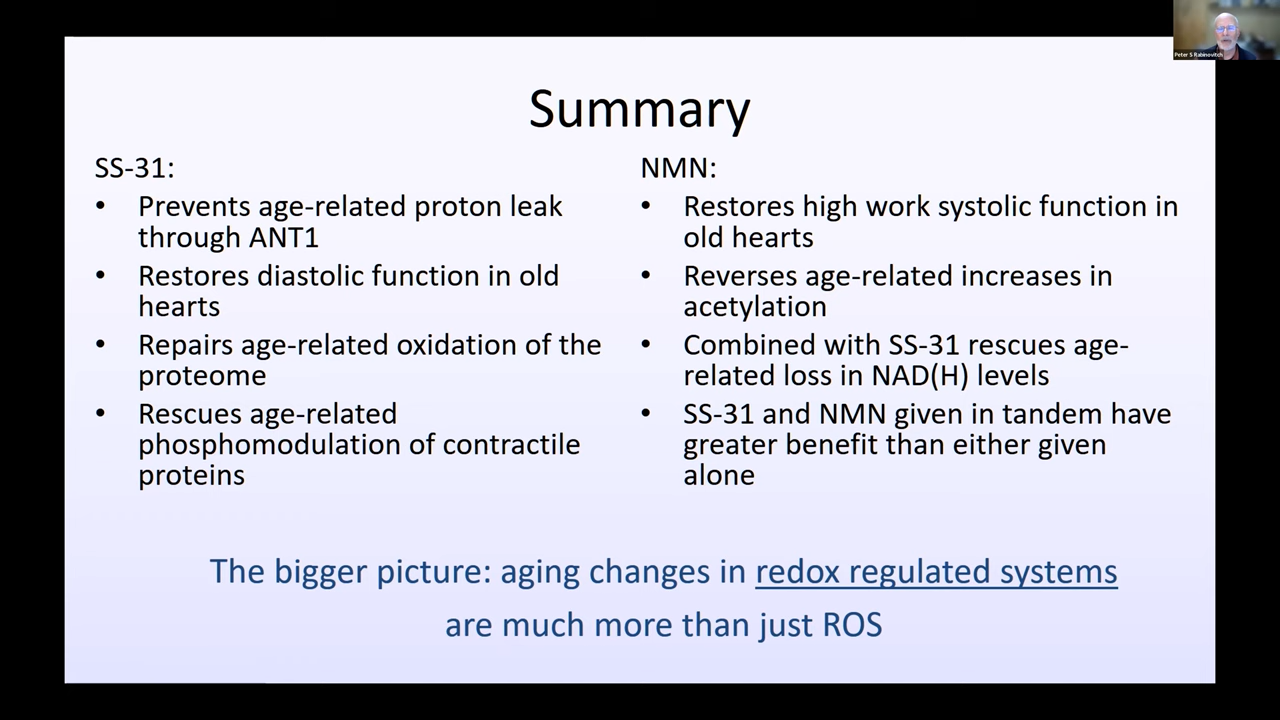 Peter S Rabinovitch
Summary
SS-31:
• Prevents age-related proton leak
through ANT1
• Restores diastolic function in old
hearts
• Repairs age-related oxidation of the
proteome
• Rescues age-related
phosphomodulation of contractile
proteins
NMN:
• Restores high work systolic function in
old hearts
• Reverses age-related increases in
acetylation
• Combined with SS-31 rescues age-
related loss in NAD(H) levels
• SS-31 and NMN given in tandem have
greater benefit than either given
alone
The bigger picture: aging changes in redox regulated systems
are much more than just ROS